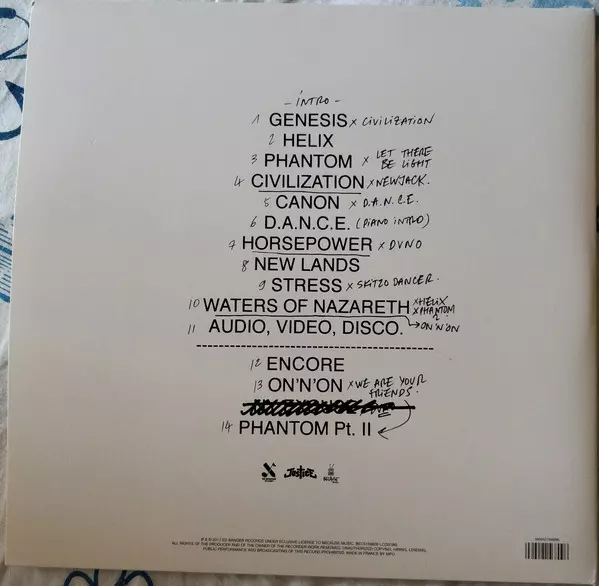 - INTRO -
1 GENESIS x CIVILIZATION
2 HELIX
3 PHANTOM x LET THERE
BE LIGHT
4 CIVILIZATION x NEWJACK.
5 CANON x D.A.N.C.E.
6 D.A.N.C.E. (PIANO INTRO)
7 HORSEPOWER x DVNO
8 NEW LANDS
9 STRESS x SKITZO DANCER.
10 WATERS OF NAZARETH x HELIX
x PHANTOM
2
11 AUDIO, VIDEO, DISCO. → ON'N'ON
12 ENCORE
13 ON'N'ON x WE ARE YOUR
FRIENDS.
14 PHANTOM Pt. II
JUSTICE